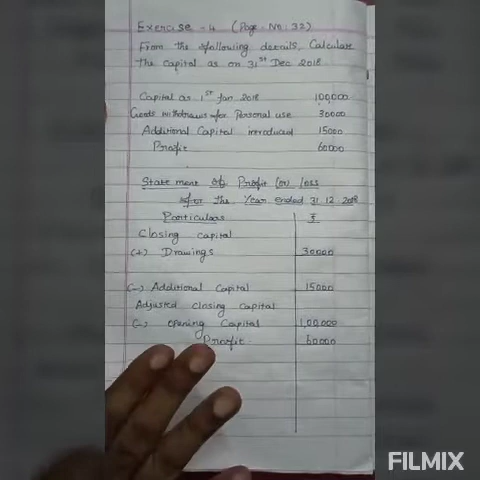 Exercise - 4 (Page. No. 32)
From the following details, Calculate
the capital as on 31st Dec 2018.
Capital as 1st Jan 2018 1,00,000
Goods withdrawn for Personal use 30000
Additional Capital introduced 15000
Profit 60000
Statement of Profit (or) loss
for the Year ended 31.12.2018
Particulars ₹
Closing capital
(+) Drawings 30000
(-) Additional Capital 15000
Adjusted closing Capital
(-) opening Capital 1,00,000
Profit 60000
FILMIX